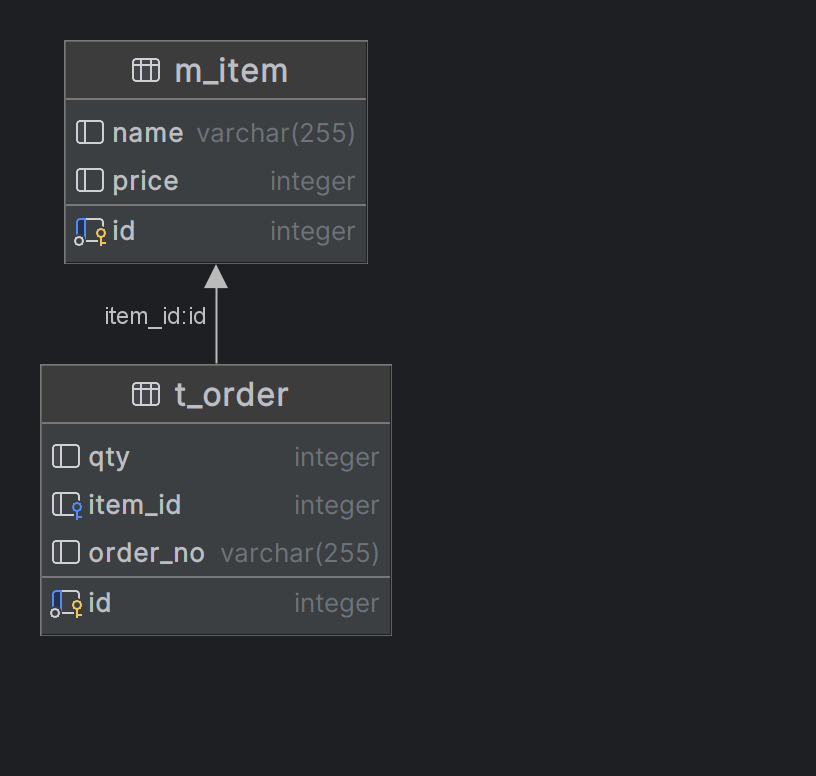 m_item
name varchar(255)
price integer
id integer
item_id:id
t_order
qty integer
item_id integer
order_no varchar(255)
id integer